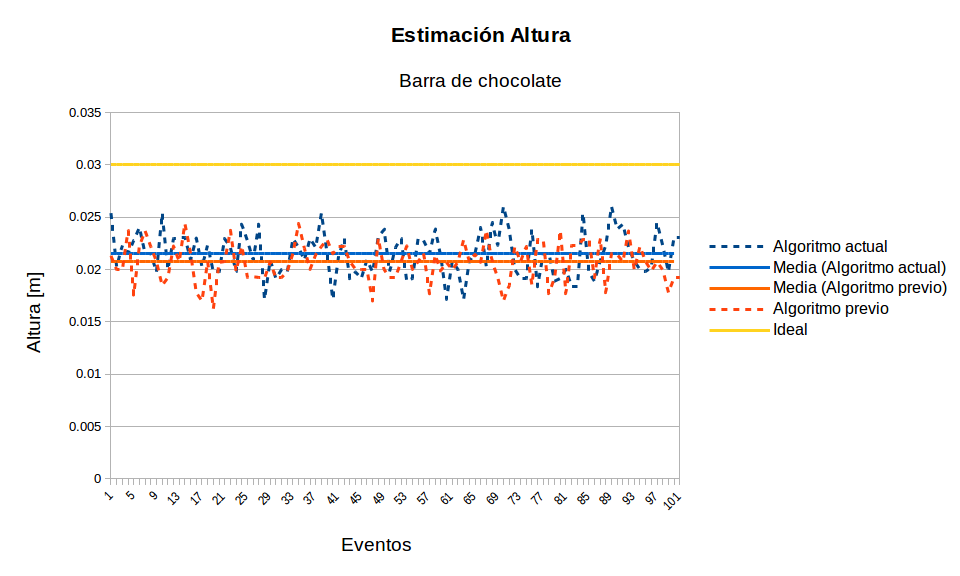 Estimación Altura
Barra de chocolate
Altura [m]
0.035
0.03
0.025
0.02
0.015
0.01
0.005
0
1 5 9 13 17 21 25 29 33 37 41 45 49 53 57 61 65 69 73 77 81 85 89 93 97 101
Eventos
Algoritmo actual
Media (Algoritmo actual)
Media (Algoritmo previo)
Algoritmo previo
Ideal